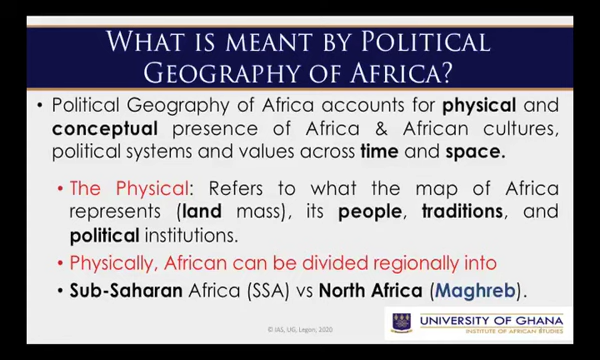 WHAT IS MEANT BY POLITICAL
GEOGRAPHY OF AFRICA?
• Political Geography of Africa accounts for physical and
conceptual presence of Africa & African cultures,
political systems and values across time and space.
• The Physical: Refers to what the map of Africa
represents (land mass), its people, traditions, and
political institutions.
• Physically, African can be divided regionally into
• Sub-Saharan Africa (SSA) vs North Africa (Maghreb).
© IAS, UG, Legon, 2020
UNIVERSITY OF GHANA
INSTITUTE OF AFRICAN STUDIES